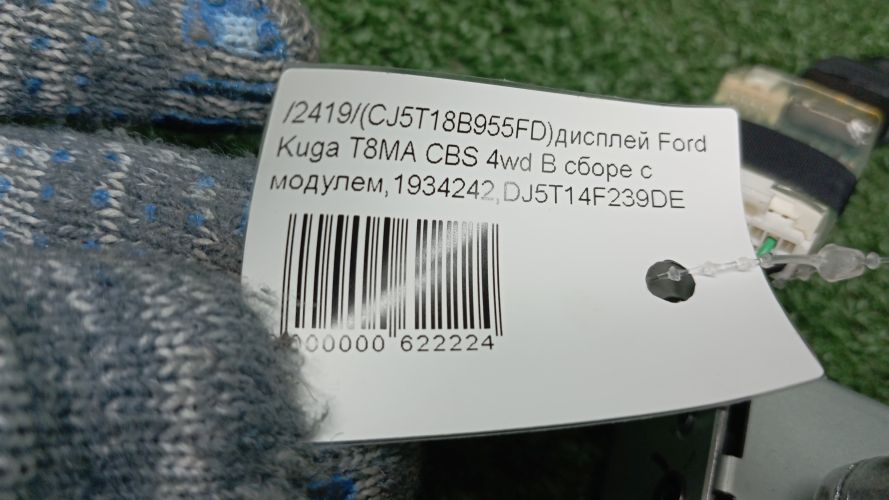 /2419/(CJ5T18B955FD)дисплей Ford
Kuga T8MA CBS 4wd В сборе с
модулем,1934242,DJ5T14F239DE
000000 622224